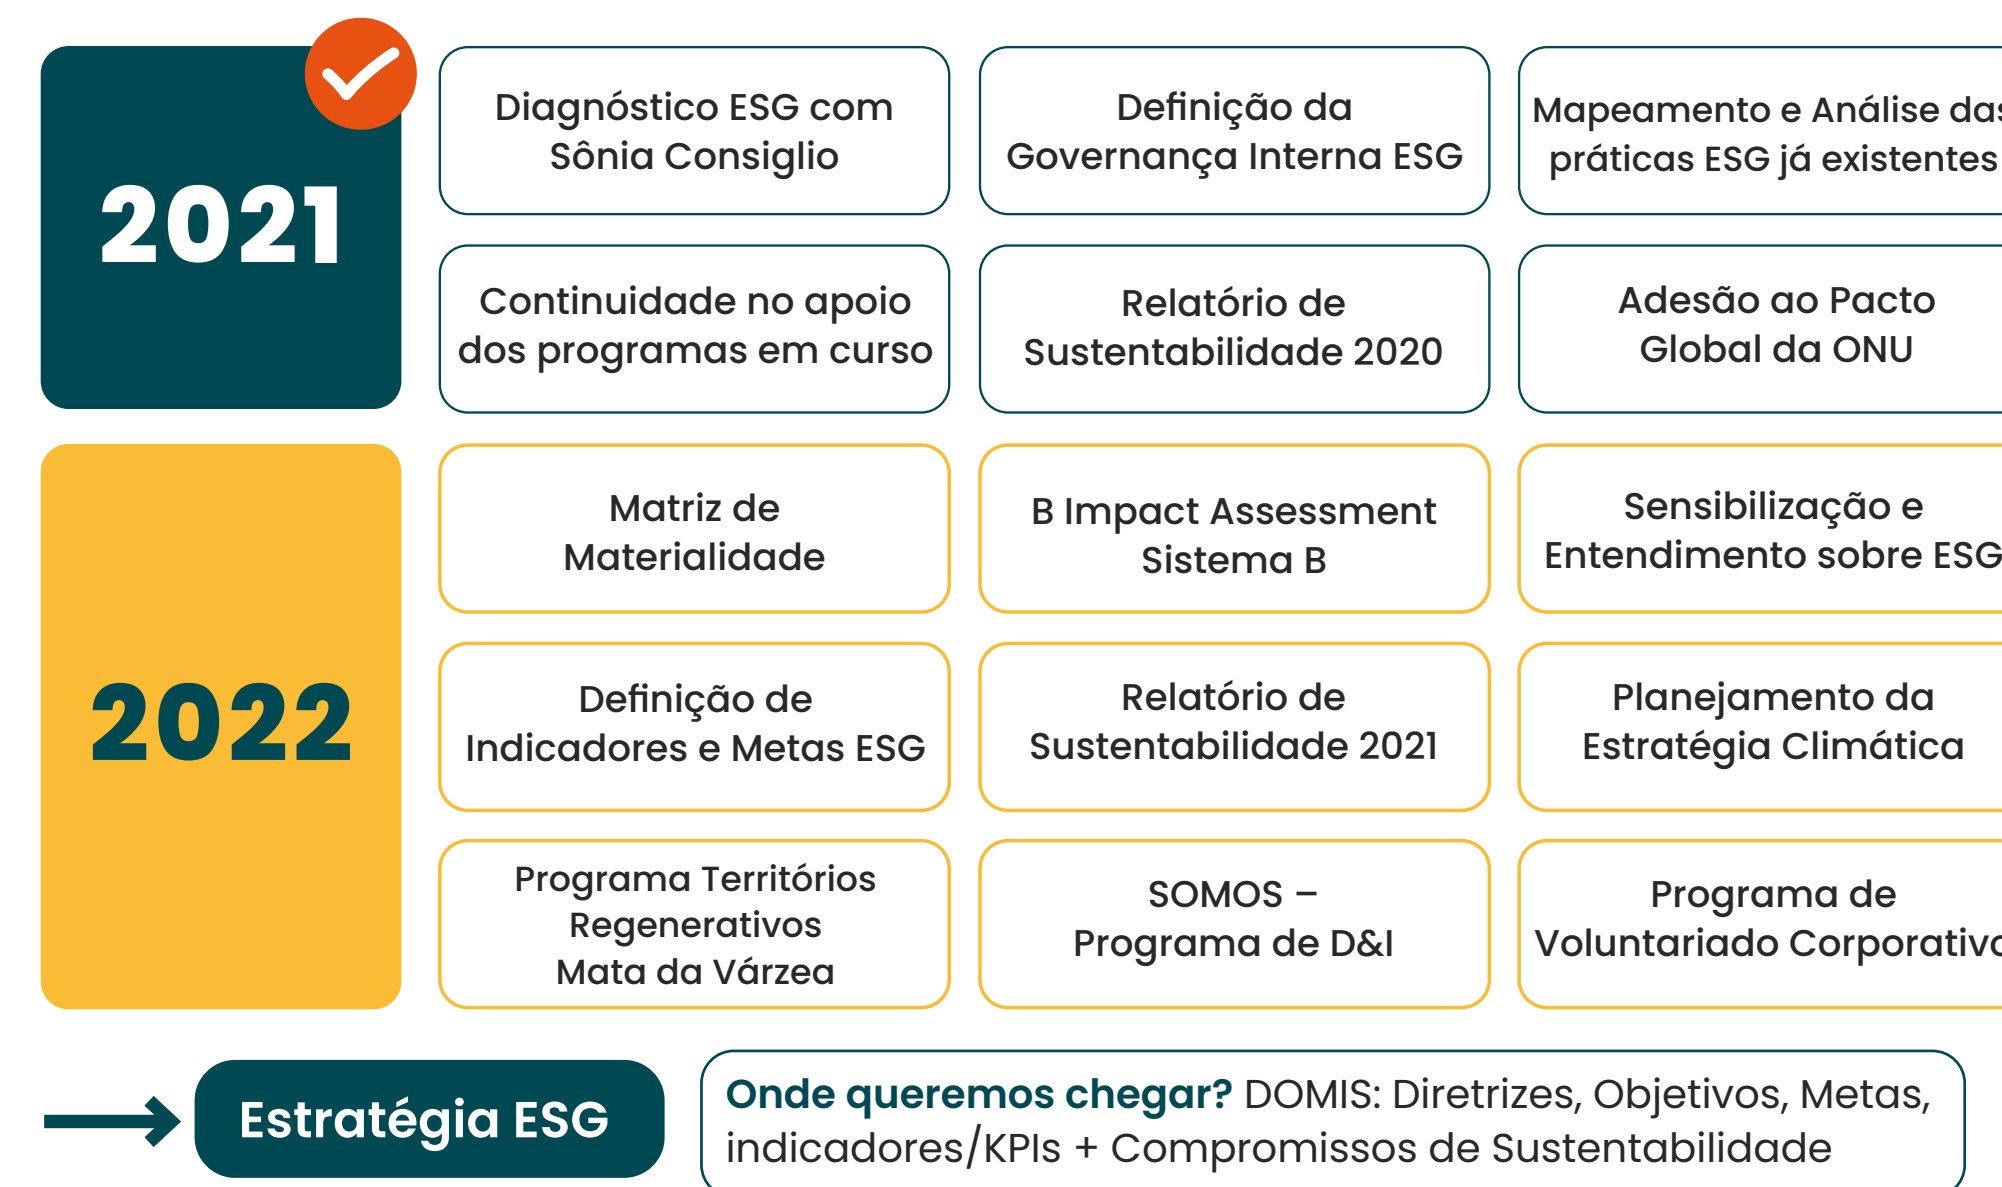 2021
Diagnóstico ESG com
Sônia Consiglio
Definição da
Governança Interna ESG
Mapeamento e Análise das
práticas ESG já existentes
Continuidade no apoio
dos programas em curso
Relatório de
Sustentabilidade 2020
Adesão ao Pacto
Global da ONU
2022
Matriz de
Materialidade
B Impact Assessment
Sistema B
Sensibilização e
Entendimento sobre ESG
Definição de
Indicadores e Metas ESG
Relatório de
Sustentabilidade 2021
Planejamento da
Estratégia Climática
Programa Territórios
Regenerativos
Mata da Várzea
SOMOS –
Programa de D&I
Programa de
Voluntariado Corporativo
Estratégia ESG
Onde queremos chegar? DOMIS: Diretrizes, Objetivos, Metas,
indicadores/KPIs + Compromissos de Sustentabilidade